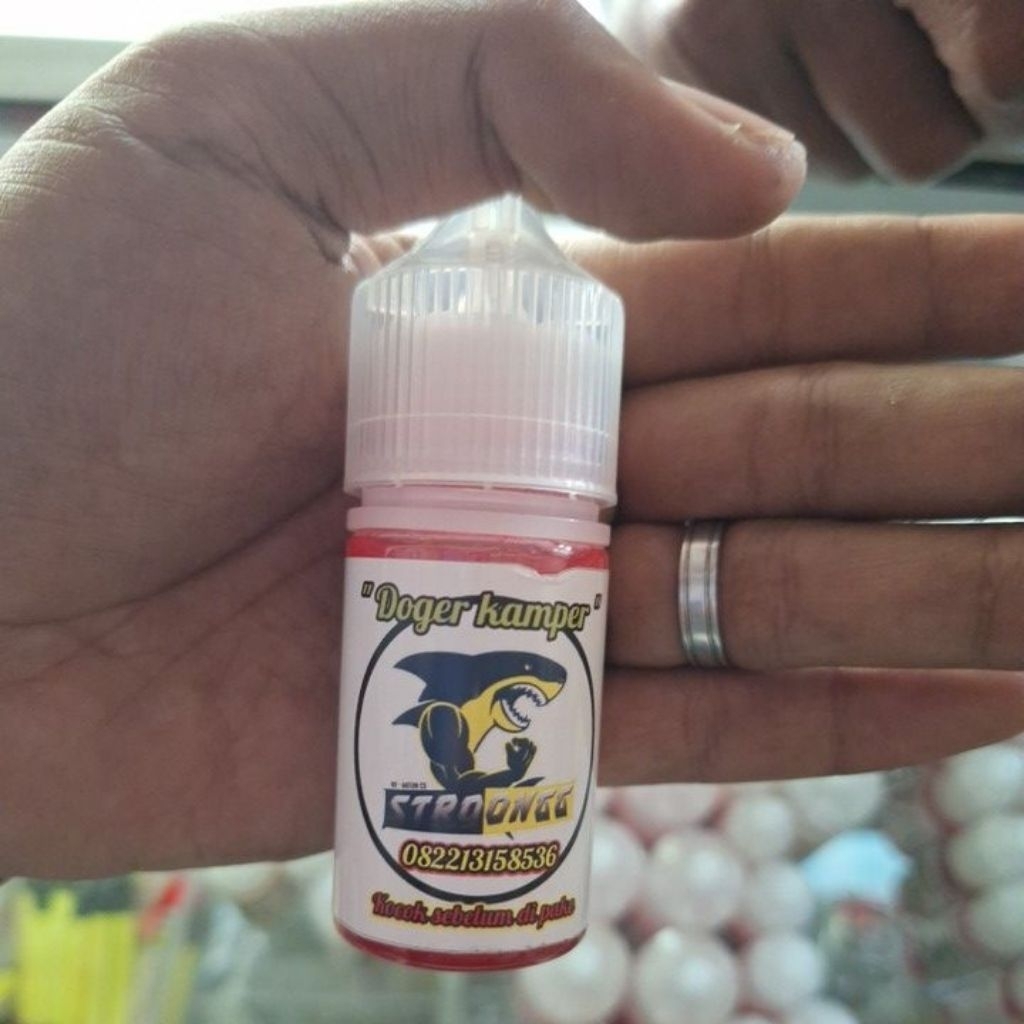 "Doger kamper"
STROONGG
082213158536
Kocok sebelum di pake